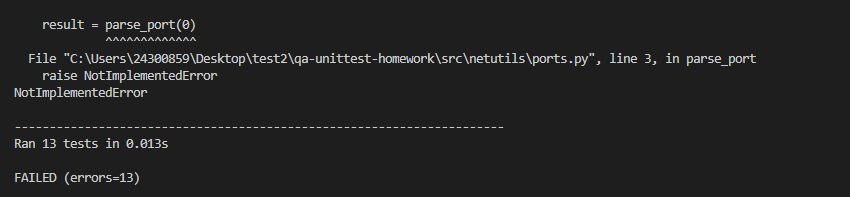 result = parse_port(0)
^^^^^^^^^^^^^
File "C:\Users\24300859\Desktop\test2\qa-unittest-homework\src\netutils\ports.py", line 3, in parse_port
raise NotImplementedError
NotImplementedError
----------------------------------------------------------------------
Ran 13 tests in 0.013s
FAILED (errors=13)